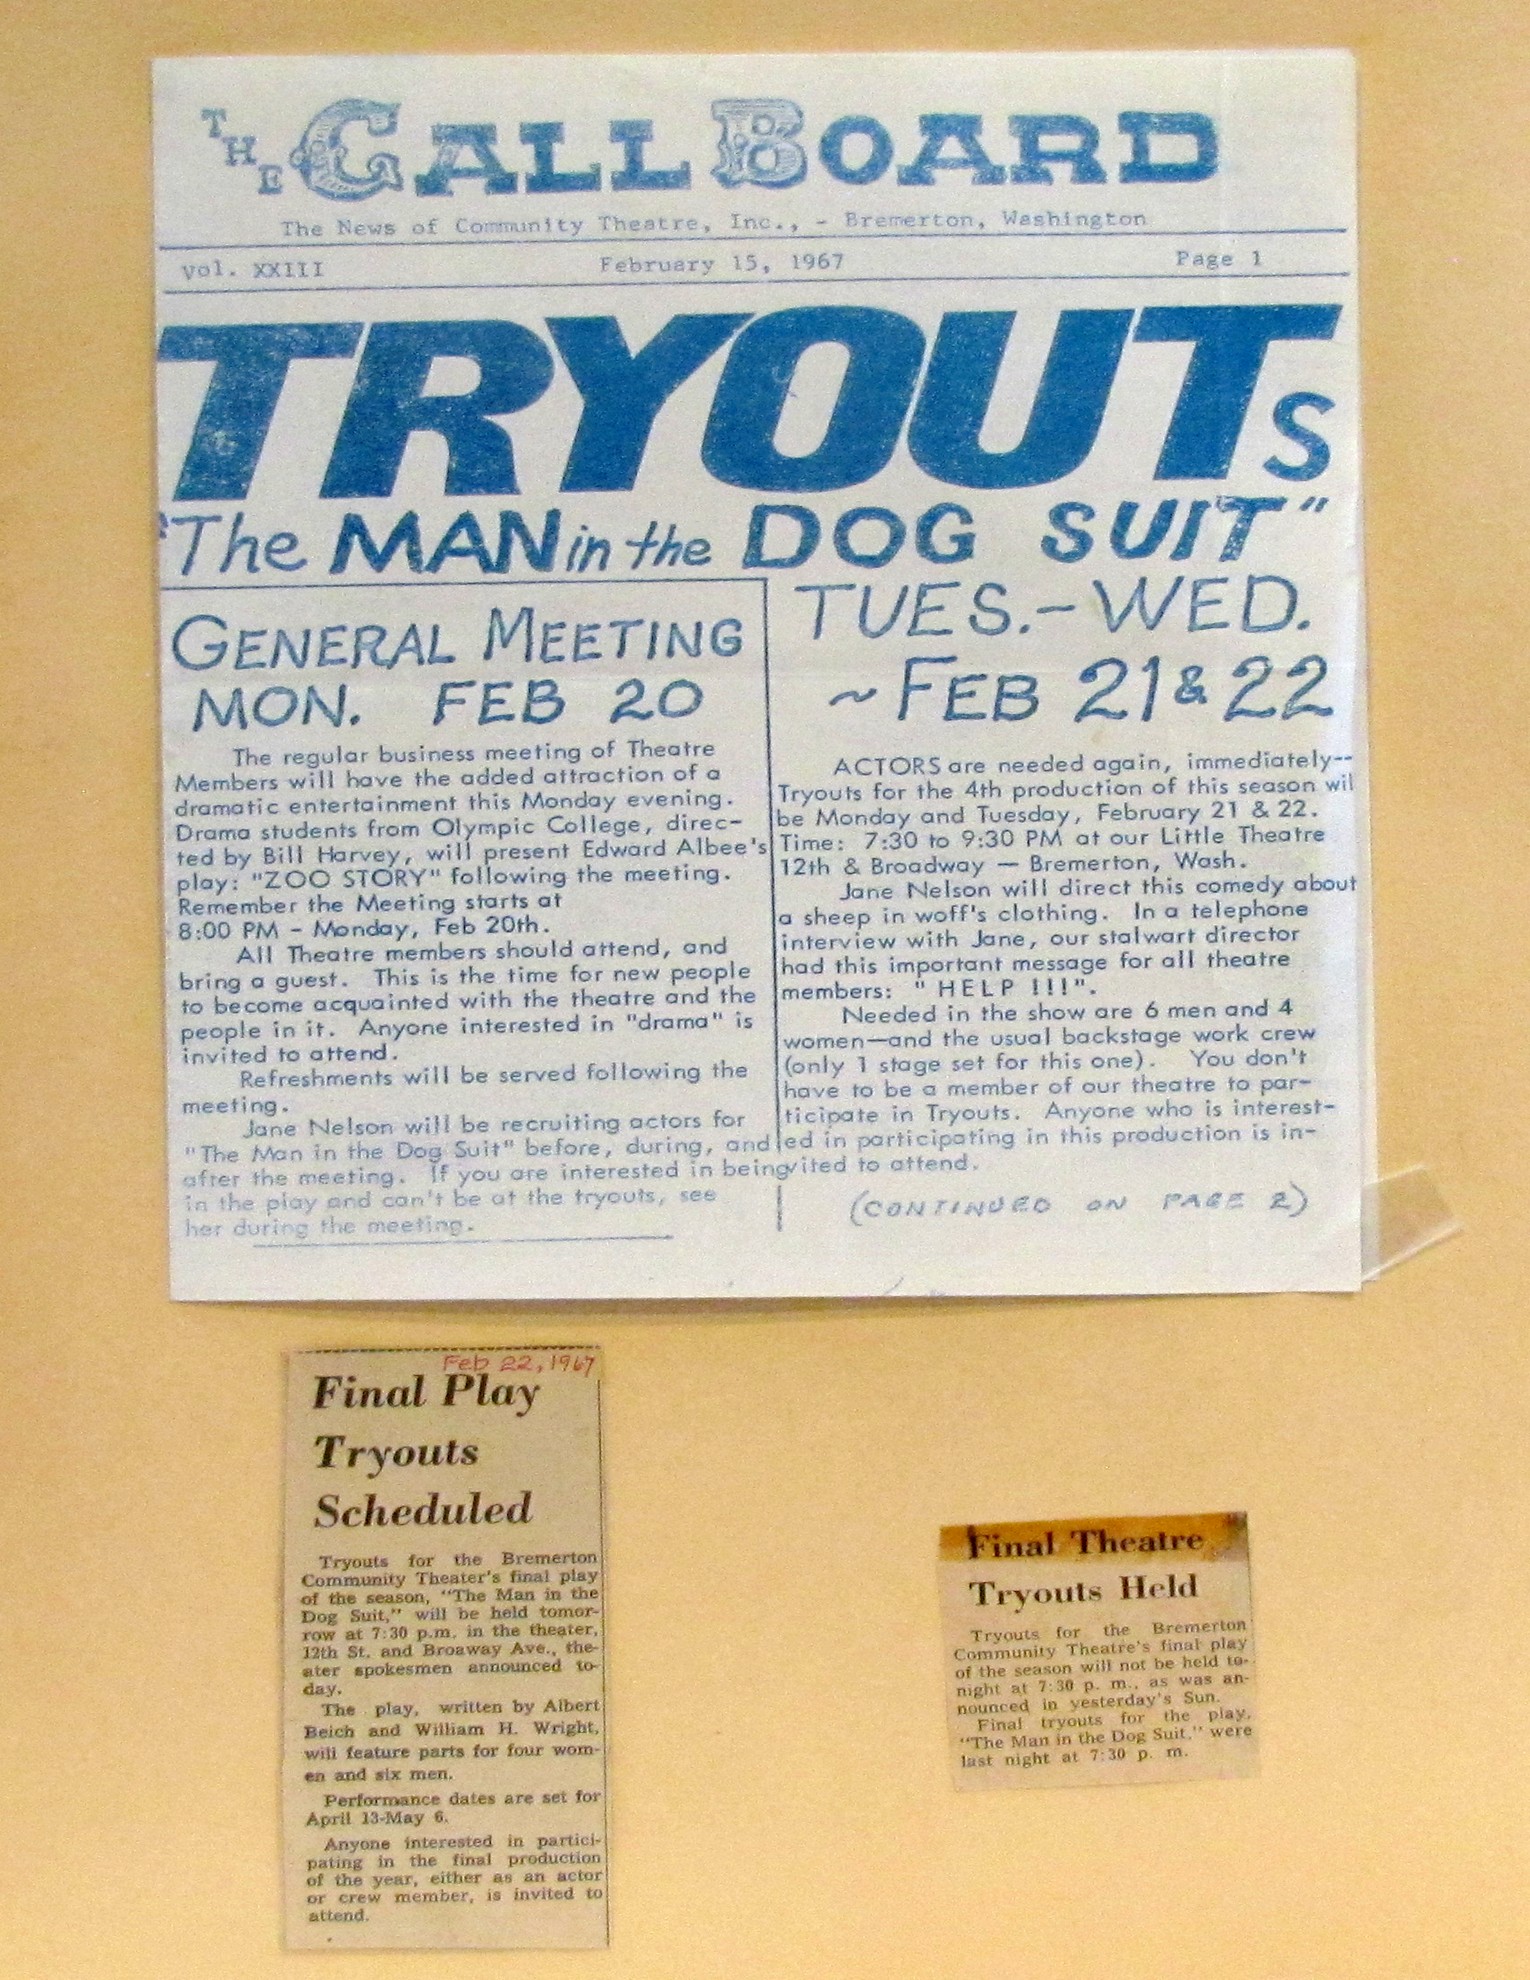 THE CALL BOARD
The News of Community Theatre, Inc., - Bremerton, Washington
Vol. XXIII February 15, 1967 Page 1
TRYOUTs
"The MAN in the DOG SUIT"
GENERAL MEETING
MON. FEB 20
The regular business meeting of Theatre
Members will have the added attraction of a
dramatic entertainment this Monday evening.
Drama students from Olympic College, direc-
ted by Bill Harvey, will present Edward Albee's
play: "ZOO STORY" following the meeting.
Remember the Meeting starts at
8:00 PM - Monday, Feb 20th.
All Theatre members should attend, and
bring a guest. This is the time for new people
to become acquainted with the theatre and the
people in it. Anyone interested in "drama" is
invited to attend.
Refreshments will be served following the
meeting.
Jane Nelson will be recruiting actors for
"The Man in the Dog Suit" before, during, and
after the meeting. If you are interested in being
in the play and can't be at the tryouts, see
her during the meeting.
TUES.-WED.
~FEB 21 & 22
ACTORS are needed again, immediately--
Tryouts for the 4th production of this season wil
be Monday and Tuesday, February 21 & 22.
Time: 7:30 to 9:30 PM at our Little Theatre
12th & Broadway — Bremerton, Wash.
Jane Nelson will direct this comedy about
a sheep in woff's clothing. In a telephone
interview with Jane, our stalwart director
had this important message for all theatre
members: " HELP !!!".
Needed in the show are 6 men and 4
women—and the usual backstage work crew
(only 1 stage set for this one). You don't
have to be a member of our theatre to par-
ticipate in Tryouts. Anyone who is interest-
ed in participating in this production is in-
vited to attend.
(CONTINUED ON PAGE 2)
Feb 22, 1967
Final Play
Tryouts
Scheduled
Tryouts for the Bremerton
Community Theater's final play
of the season, "The Man in the
Dog Suit," will be held tomor-
row at 7:30 p.m. in the theater,
12th St. and Broaway Ave., the-
ater spokesmen announced to-
day.
The play, written by Albert
Beich and William H. Wright,
will feature parts for four wom-
en and six men.
Performance dates are set for
April 13-May 6.
Anyone interested in partici-
pating in the final production
of the year, either as an actor
or crew member, is invited to
attend.
Final Theatre
Tryouts Held
Tryouts for the Bremerton
Community Theatre's final play
of the season will not be held to-
night at 7:30 p. m., as was an-
nounced in yesterday's Sun.
Final tryouts for the play,
"The Man in the Dog Suit," were
last night at 7:30 p. m.